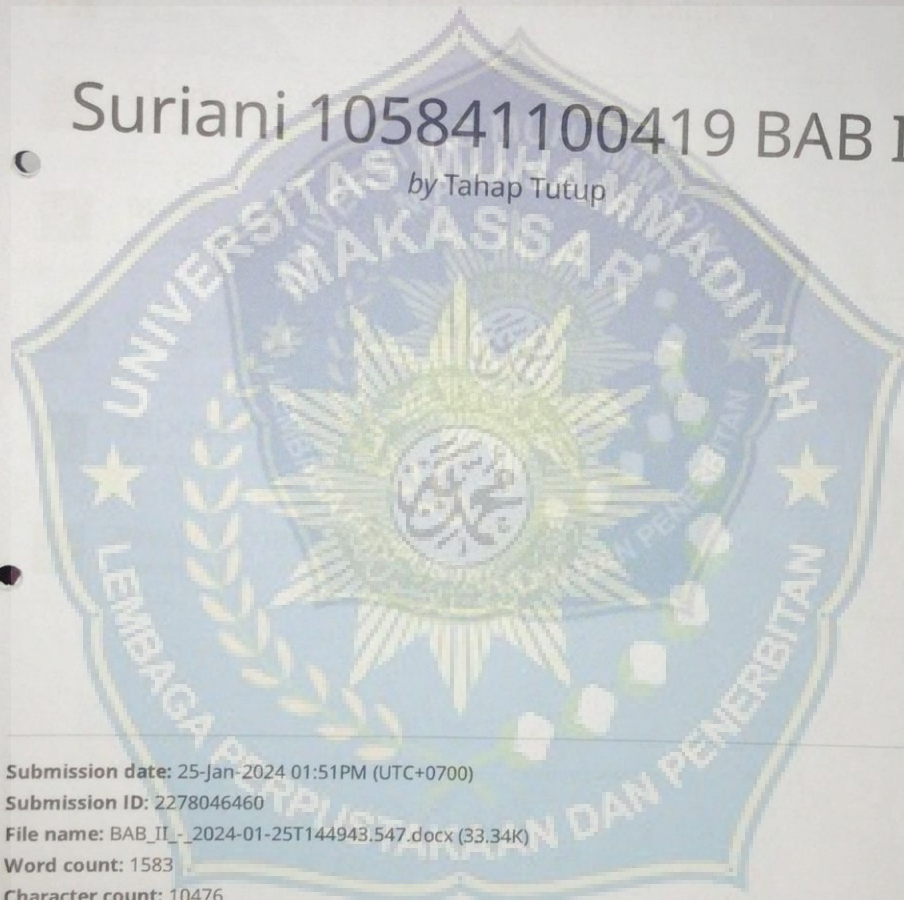 Suriani 105841100419 BAB I
by Tahap Tutup
UNIVERSITAS MUHAMMADIYAH
MAKASSAR
محمد
LEMBAGA PERPUSTAKAAN DAN PENERBITAN
Submission date: 25-Jan-2024 01:51PM (UTC+0700)
Submission ID: 2278046460
File name: BAB_II_-_2024-01-25T144943.547.docx (33.34K)
Word count: 1583
Character count: 10476